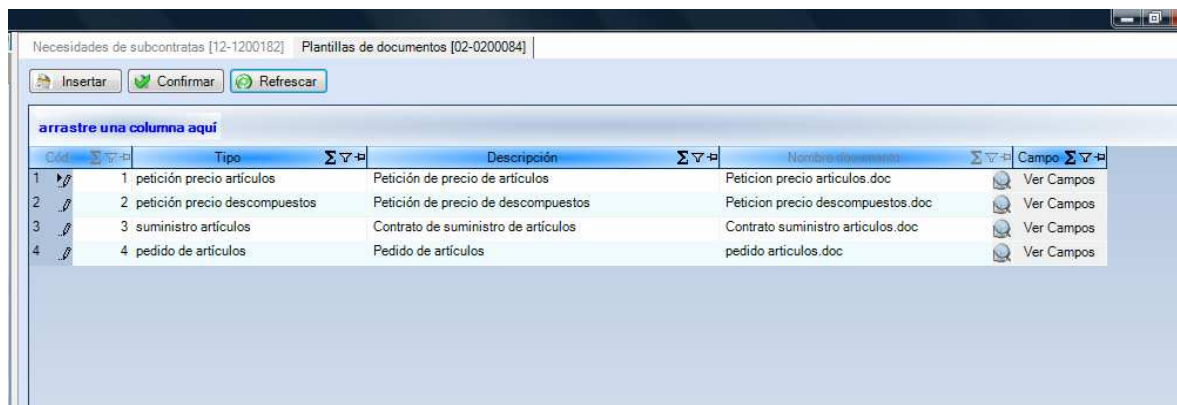 Necesidades de subcontratas [12-1200182] Plantillas de documentos [02-0200084]
Insertar Confirmar Refrescar
arrastre una columna aquí
Cód. Σ Tipo Σ Descripción Σ Nombre documento Σ Campo Σ
1 1 petición precio artículos Petición de precio de artículos Peticion precio articulos.doc Ver Campos
2 2 petición precio descompuestos Petición de precio de descompuestos Peticion precio descompuestos.doc Ver Campos
3 3 suministro artículos Contrato de suministro de artículos Contrato suministro articulos.doc Ver Campos
4 4 pedido de artículos Pedido de artículos pedido articulos.doc Ver Campos